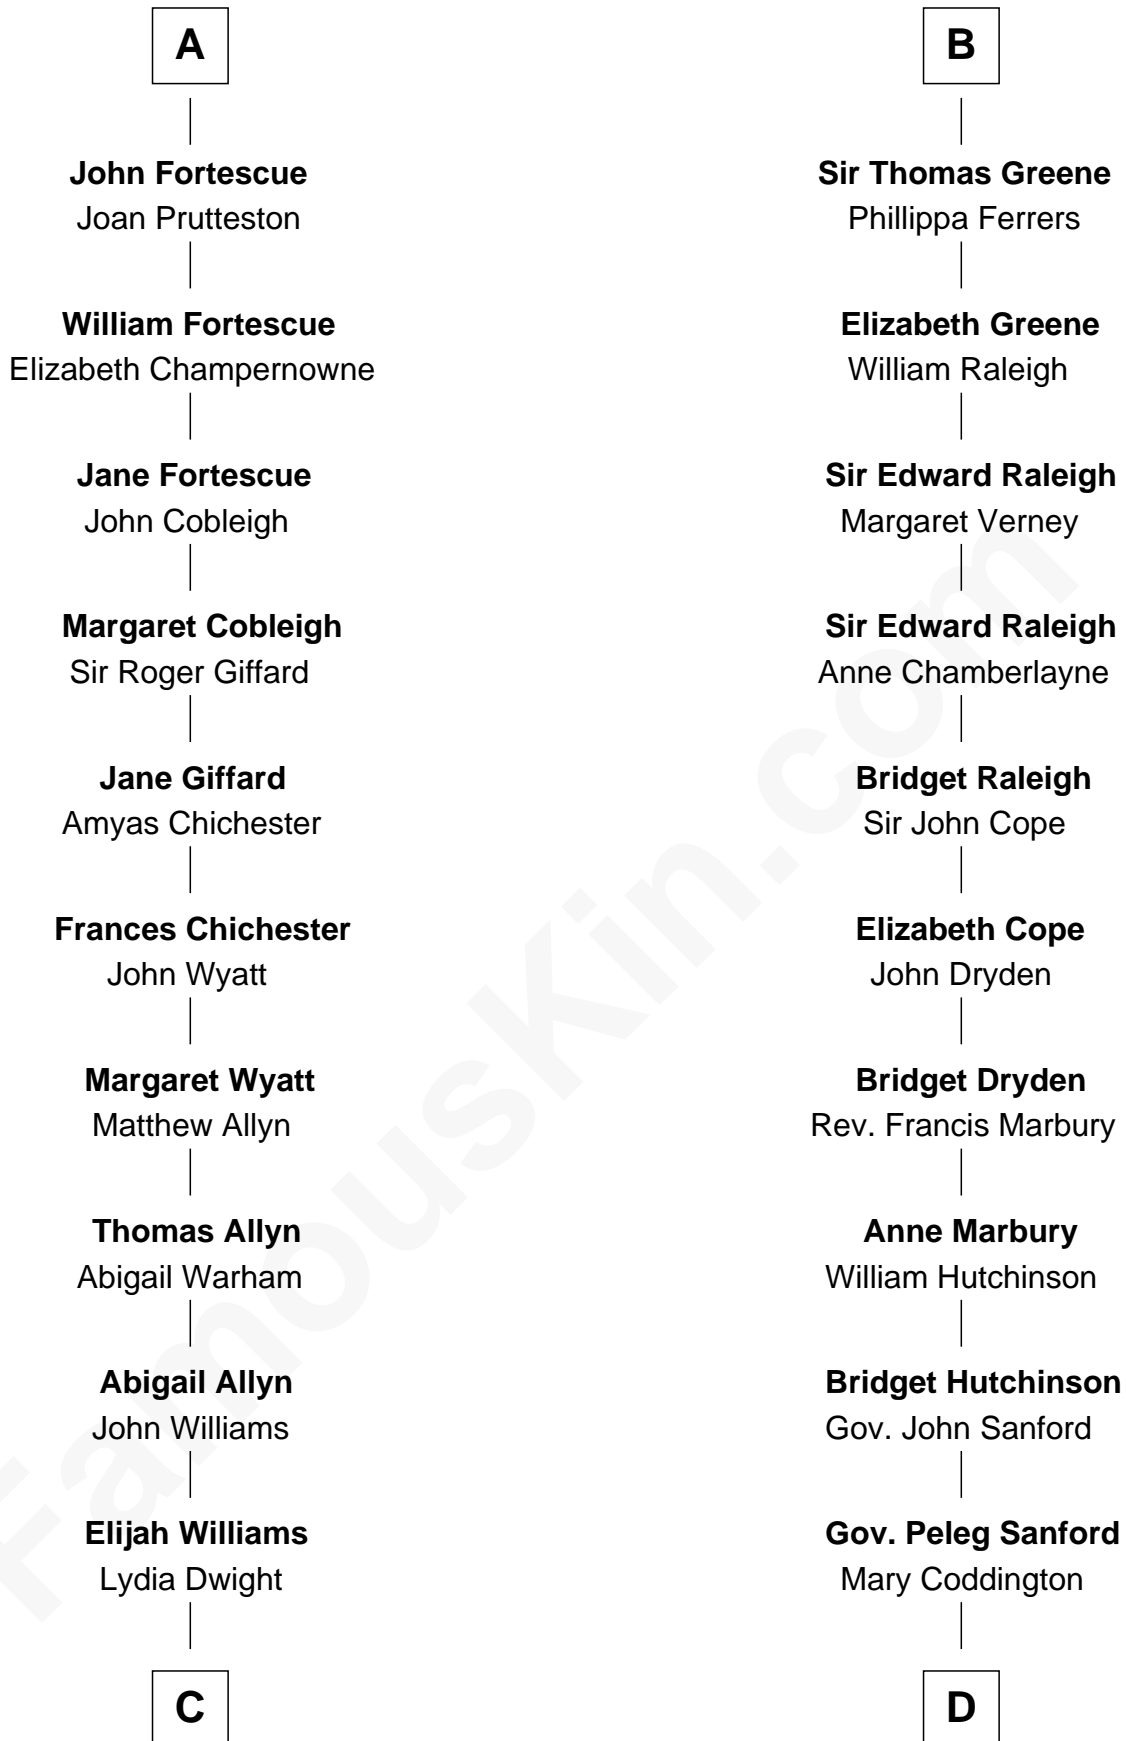 A
John Fortescue
Joan Prutteston
William Fortescue
Elizabeth Champernowne
Jane Fortescue
John Cobleigh
Margaret Cobleigh
Sir Roger Giffard
Jane Giffard
Amyas Chichester
Frances Chichester
John Wyatt
Margaret Wyatt
Matthew Allyn
Thomas Allyn
Abigail Warham
Abigail Allyn
John Williams
Elijah Williams
Lydia Dwight
C
B
Sir Thomas Greene
Phillippa Ferrers
Elizabeth Greene
William Raleigh
Sir Edward Raleigh
Margaret Verney
Sir Edward Raleigh
Anne Chamberlayne
Bridget Raleigh
Sir John Cope
Elizabeth Cope
John Dryden
Bridget Dryden
Rev. Francis Marbury
Anne Marbury
William Hutchinson
Bridget Hutchinson
Gov. John Sanford
Gov. Peleg Sanford
Mary Coddington
D
FamousKin.com